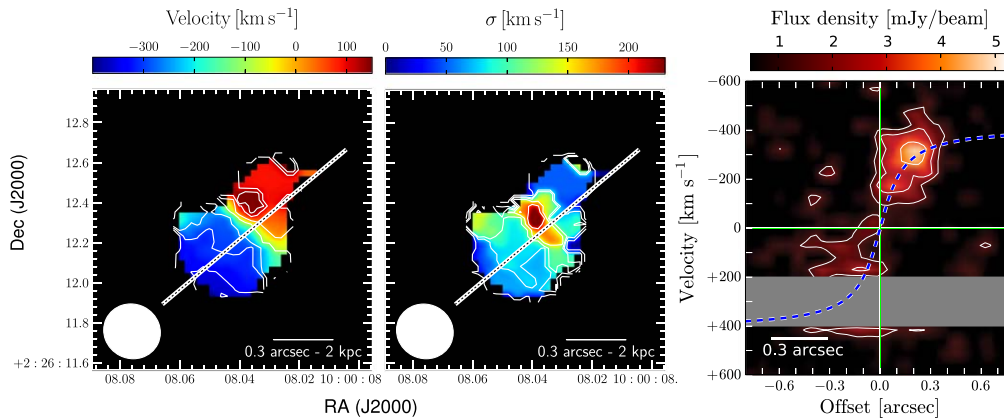 Velocity [km s⁻¹]
−300 −200 −100 0 100
σ [km s⁻¹]
0 50 100 150 200
Flux density [mJy/beam]
1 2 3 4 5
Dec (J2000)
12.8
12.6
12.4
12.2
12.0
11.8
+2 : 26 : 11.6
0.3 arcsec - 2 kpc
08.08 08.06 08.04 08.02 10 : 00 : 08
0.3 arcsec - 2 kpc
08.08 08.06 08.04 08.02 10 : 00 : 08.
RA (J2000)
Velocity [km s⁻¹]
−600
−400
−200
0
+200
+400
+600
0.3 arcsec
−0.6 −0.3 0.0 0.3 0.6
Offset [arcsec]